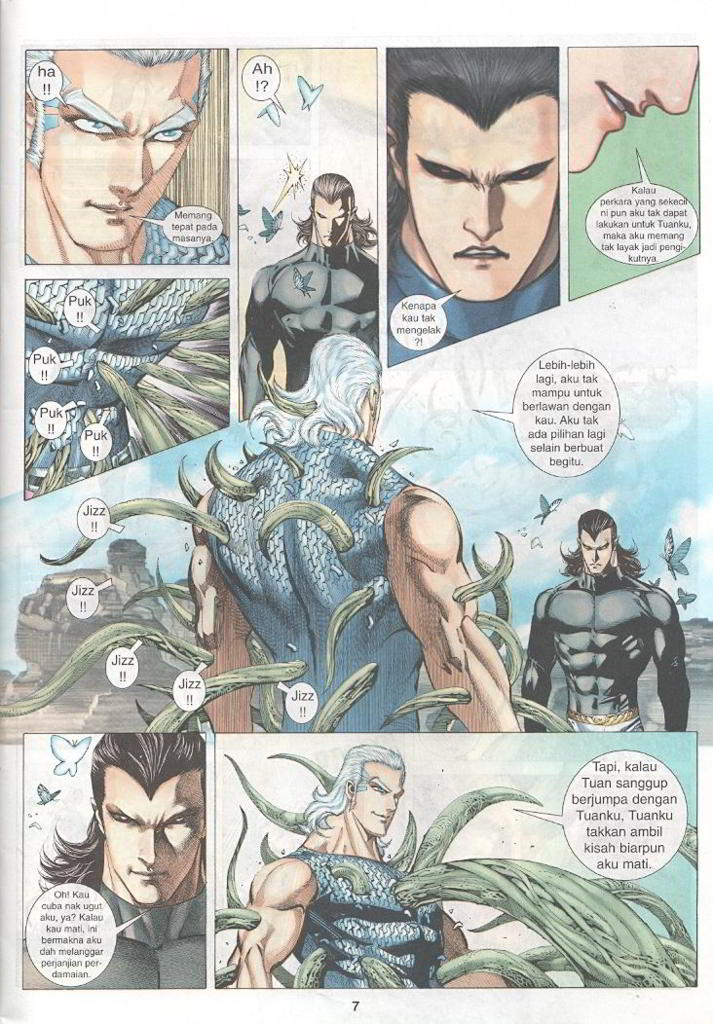 ha
!!
Memang
tepat pada
masanya.
Ah
!?
Kenapa
kau tak
mengelak
?!
Kalau
perkara yang sekecil
ni pun aku tak dapat
lakukan untuk Tuanku,
maka aku memang
tak layak jadi pengi-
kutnya.
Puk
!!
Puk
!!
Puk
!!
Puk
!!
Lebih-lebih
lagi, aku tak
mampu untuk
berlawan dengan
kau. Aku tak
ada pilihan lagi
selain berbuat
begitu.
Jizz
!!
Jizz
!!
Jizz
!!
Jizz
!!
Jizz
!!
Oh! Kau
cuba nak ugut
aku, ya? Kalau
kau mati, ini
bermakna aku
dah melanggar
perjanjian per-
damaian.
Tapi, kalau
Tuan sanggup
berjumpa dengan
Tuanku, Tuanku
takkan ambil
kisah biarpun
aku mati.
7